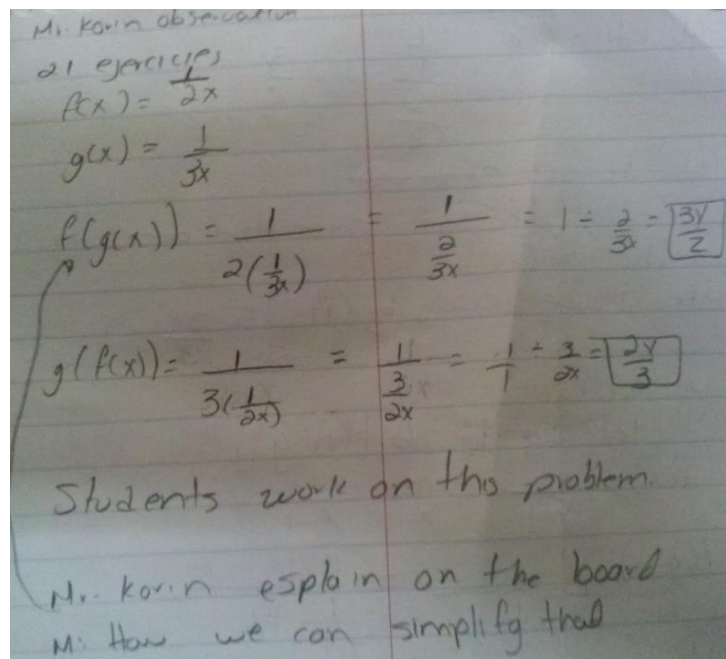 Mr. Korin observation
21 ejercicies
f(x) = 1/2x
g(x) = 1/3x
f(g(x)) = 1/2(1/3x) = 1/(2/3x) = 1 ÷ 2/3x = 3x/2
g(f(x)) = 1/3(1/2x) = 1/(3/2x) = 1/1 ÷ 3/2x = 2x/3
Students work on this problem.
Mr. Korin esplain on the board
M: How we can simplify that